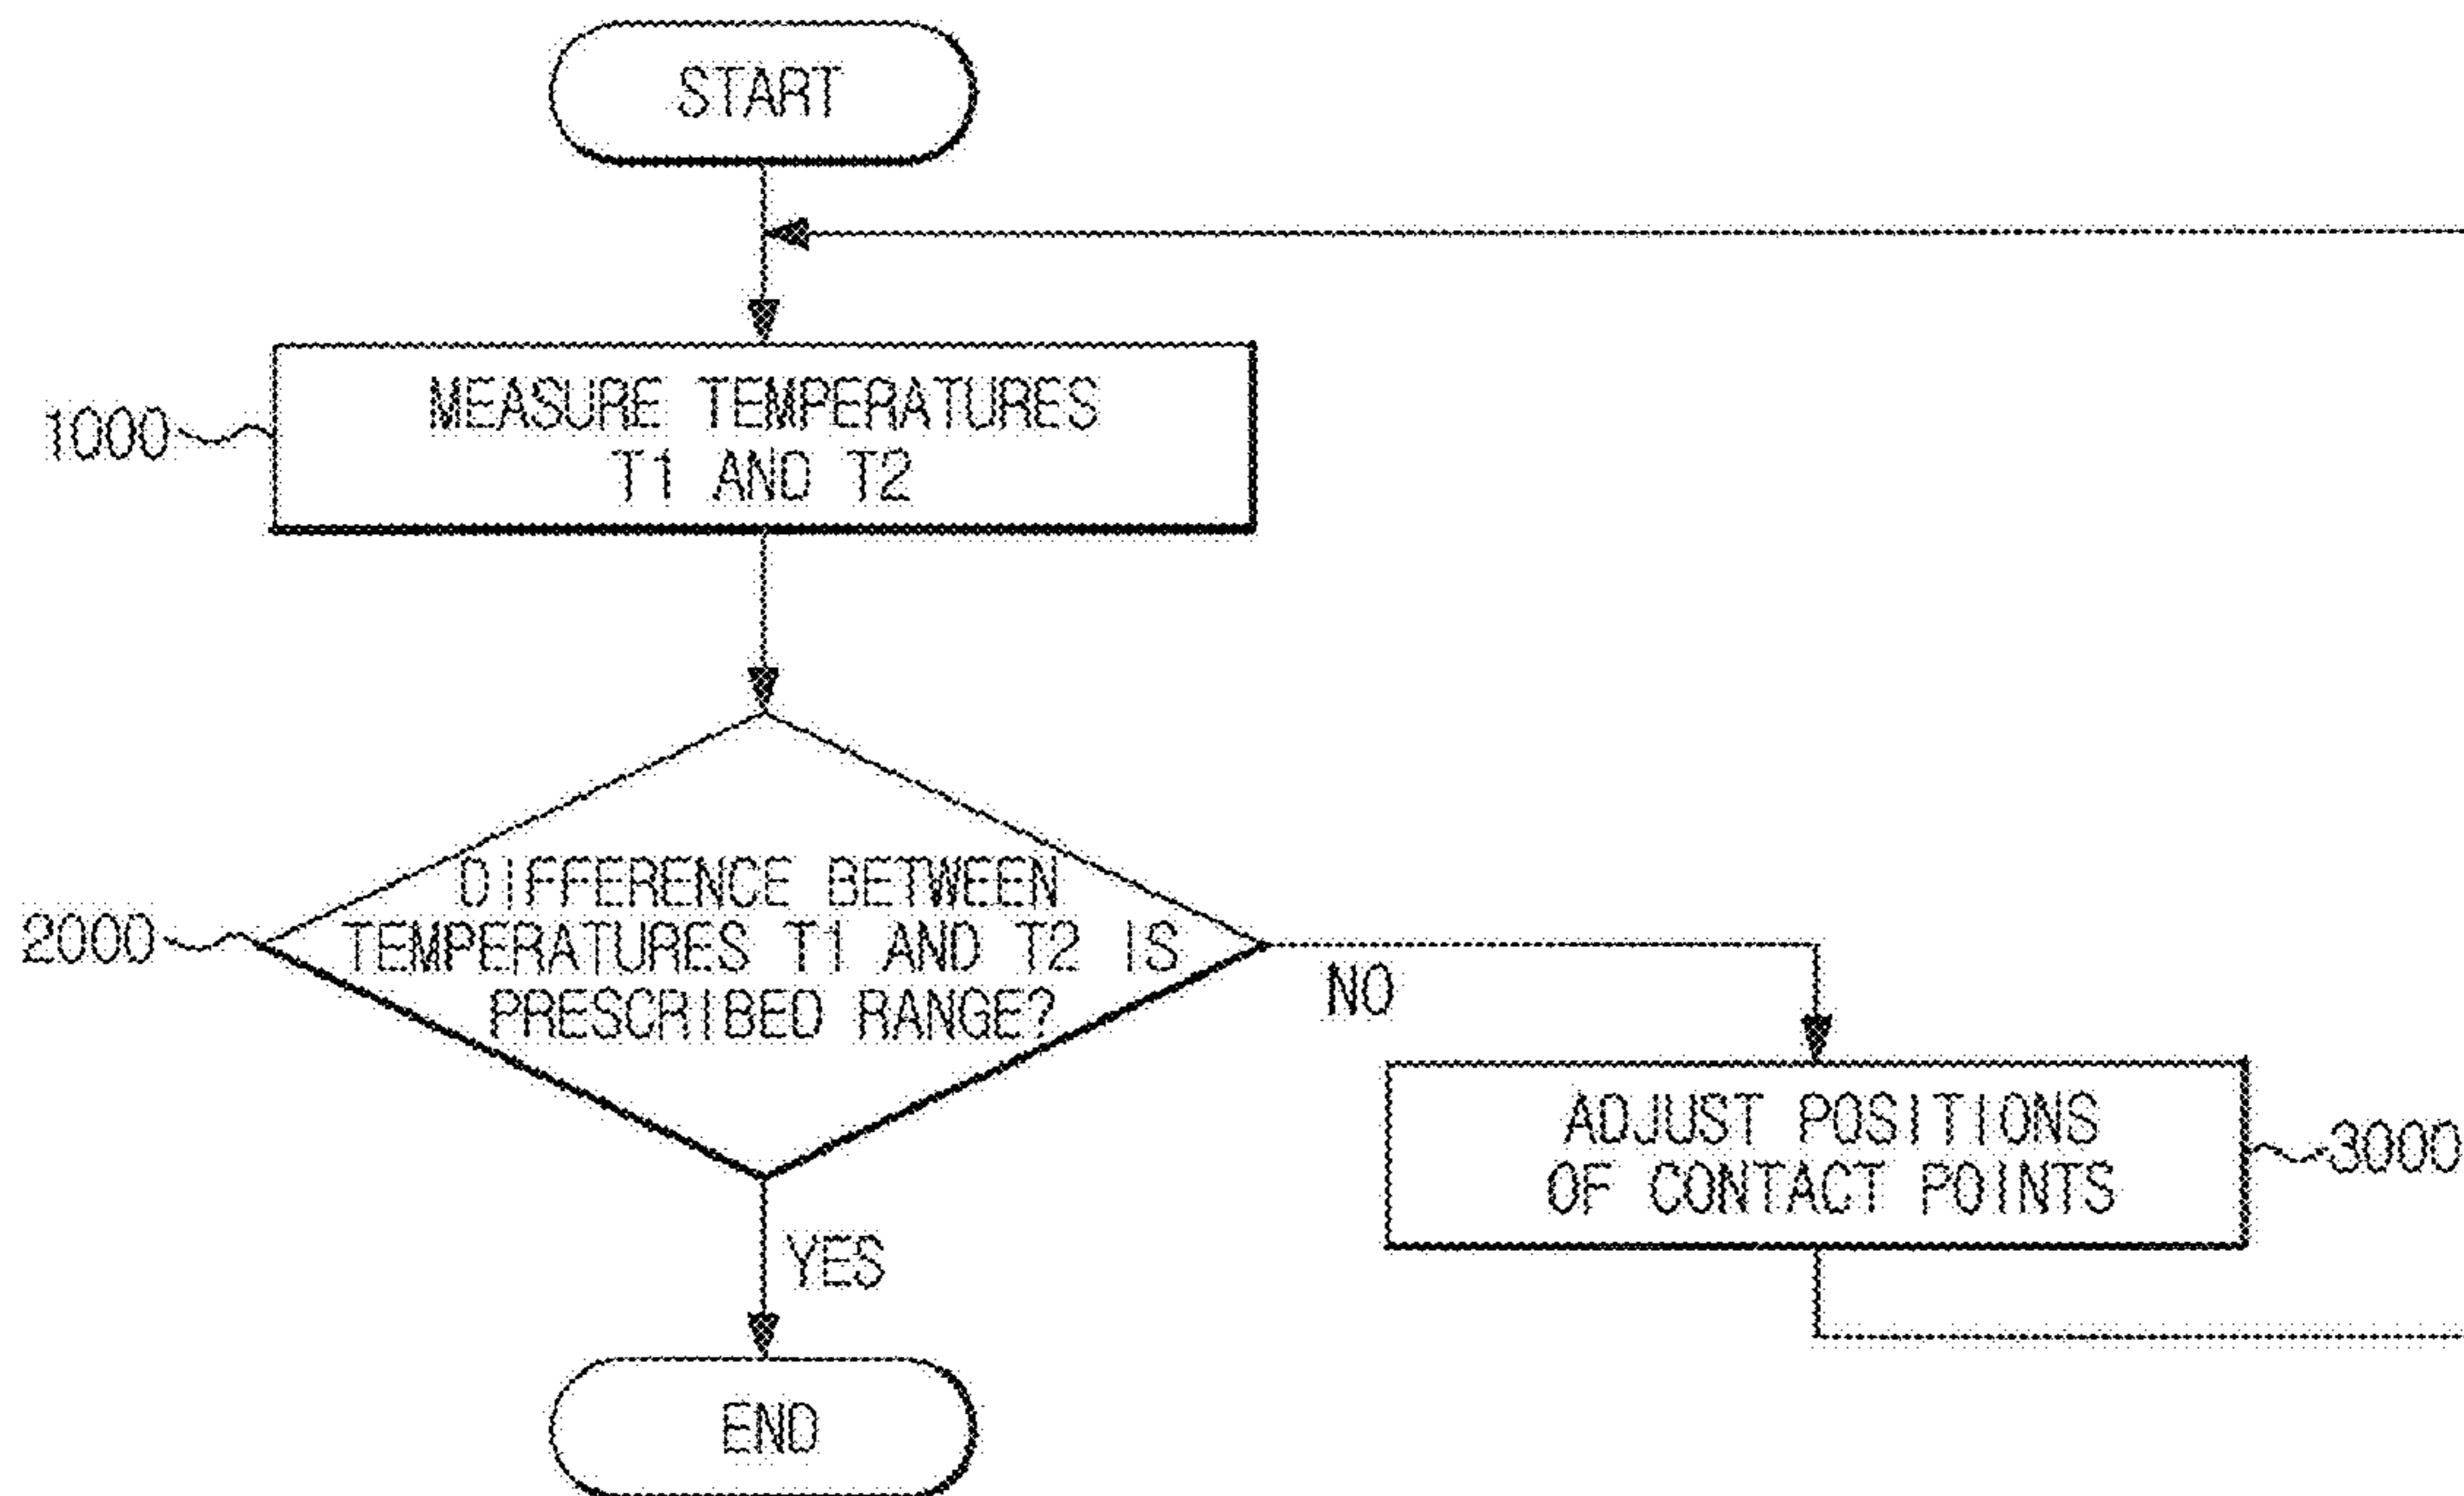 START
1000
MEASURE TEMPERATURES
T1 AND T2
2000
DIFFERENCE BETWEEN
TEMPERATURES T1 AND T2 IS
PRESCRIBED RANGE?
NO
ADJUST POSITIONS
OF CONTACT POINTS
3000
YES
END